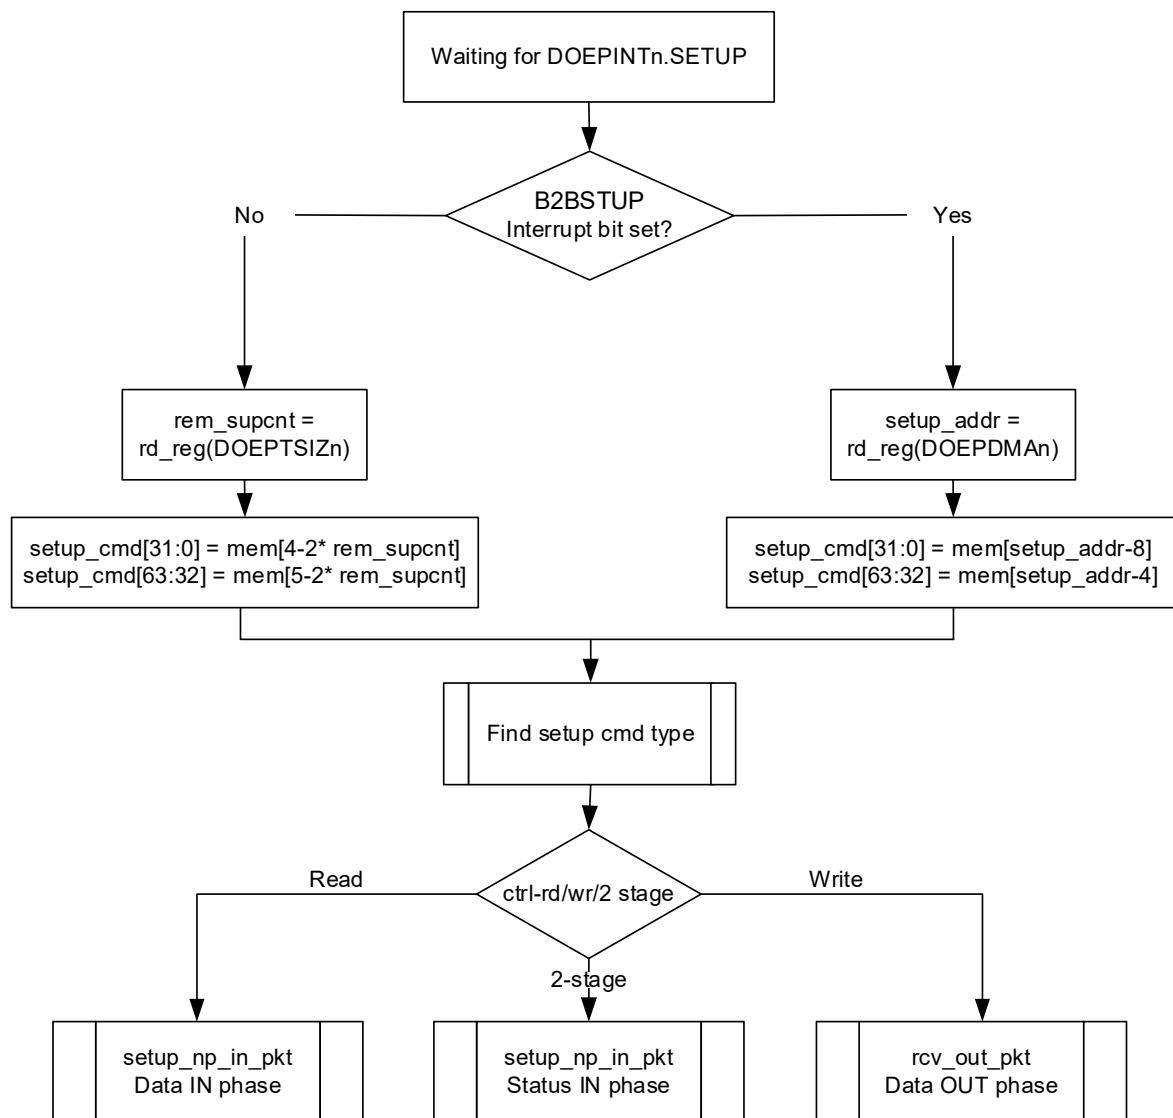 Waiting for DOEPINTn.SETUP
B2BSTUP
Interrupt bit set?
No
Yes
rem_supcnt =
rd_reg(DOEPTSIZn)
setup_addr =
rd_reg(DOEPDMAn)
setup_cmd[31:0] = mem[4-2* rem_supcnt]
setup_cmd[63:32] = mem[5-2* rem_supcnt]
setup_cmd[31:0] = mem[setup_addr-8]
setup_cmd[63:32] = mem[setup_addr-4]
Find setup cmd type
ctrl-rd/wr/2 stage
Read
Write
2-stage
setup_np_in_pkt
Data IN phase
setup_np_in_pkt
Status IN phase
rcv_out_pkt
Data OUT phase